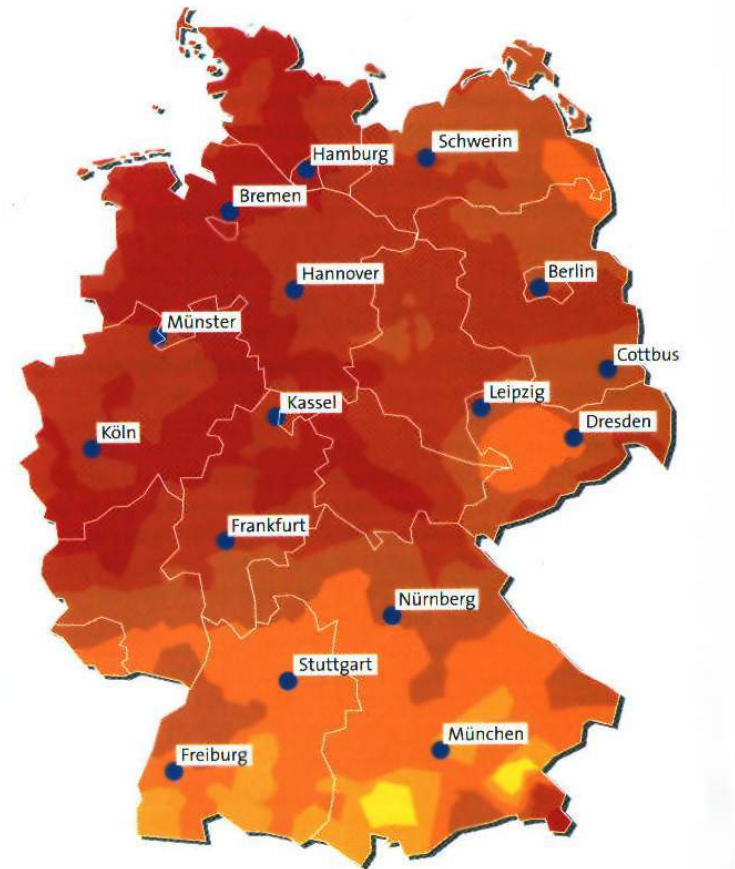 Schwerin
Hamburg
Bremen
Hannover
Berlin
Münster
Cottbus
Leipzig
Kassel
Dresden
Köln
Frankfurt
Nürnberg
Stuttgart
München
Freiburg